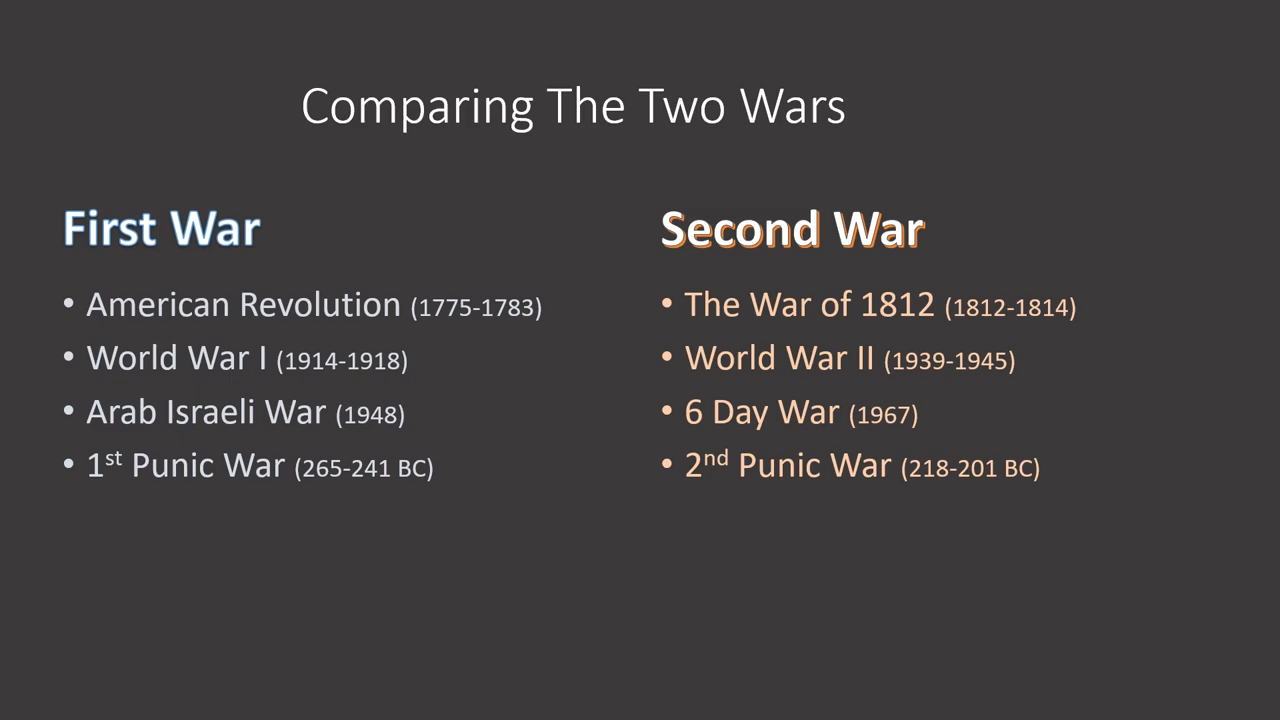 Comparing The Two Wars
First War
• American Revolution (1775-1783)
• World War I (1914-1918)
• Arab Israeli War (1948)
• 1st Punic War (265-241 BC)
Second War
• The War of 1812 (1812-1814)
• World War II (1939-1945)
• 6 Day War (1967)
• 2nd Punic War (218-201 BC)